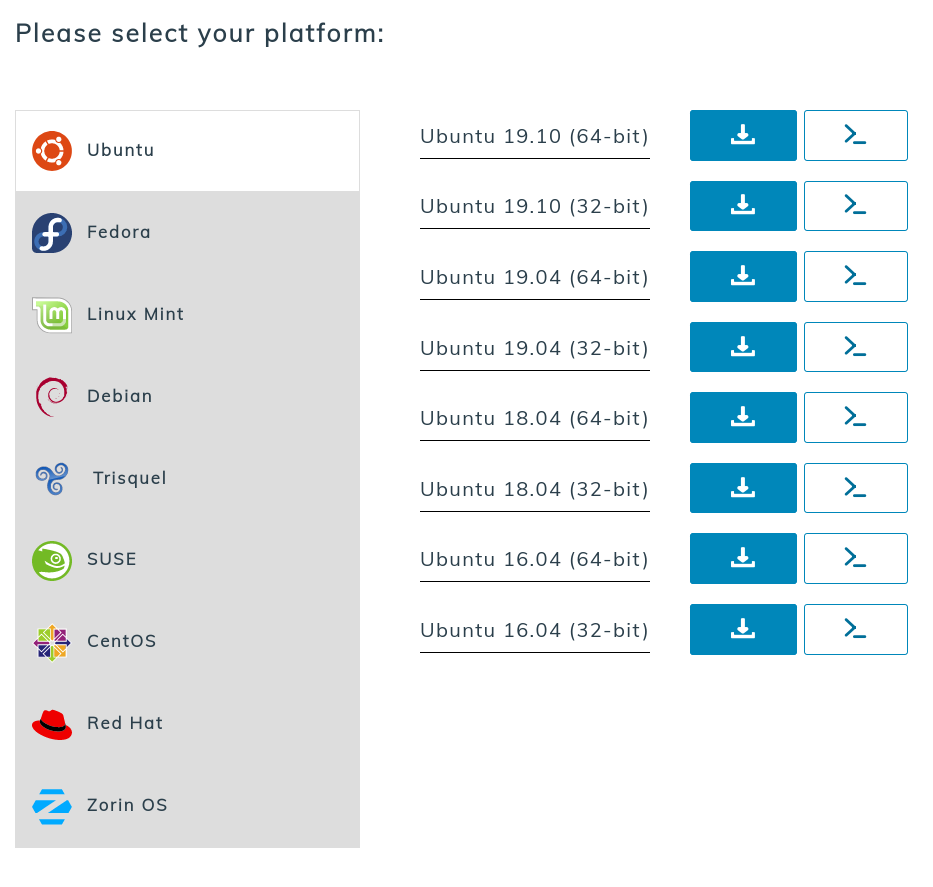 Please select your platform:
Ubuntu
Fedora
Linux Mint
Debian
Trisquel
SUSE
CentOS
Red Hat
Zorin OS
Ubuntu 19.10 (64-bit)
Ubuntu 19.10 (32-bit)
Ubuntu 19.04 (64-bit)
Ubuntu 19.04 (32-bit)
Ubuntu 18.04 (64-bit)
Ubuntu 18.04 (32-bit)
Ubuntu 16.04 (64-bit)
Ubuntu 16.04 (32-bit)